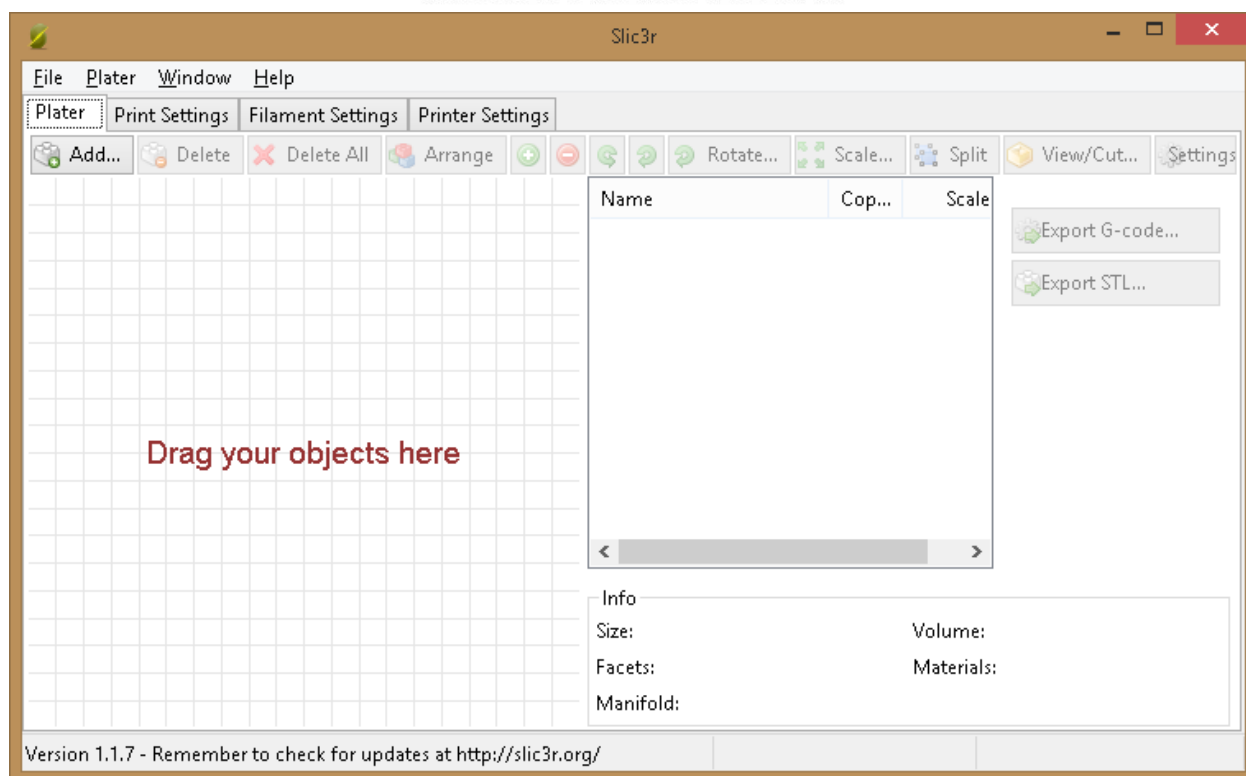 Slic3r
File Plater Window Help
Plater Print Settings Filament Settings Printer Settings
Add... Delete Delete All Arrange Rotate... Scale... Split View/Cut... Settings
Name Cop... Scale
Export G-code...
Export STL...
Drag your objects here
Info
Size: Volume:
Facets: Materials:
Manifold:
Version 1.1.7 - Remember to check for updates at http://slic3r.org/